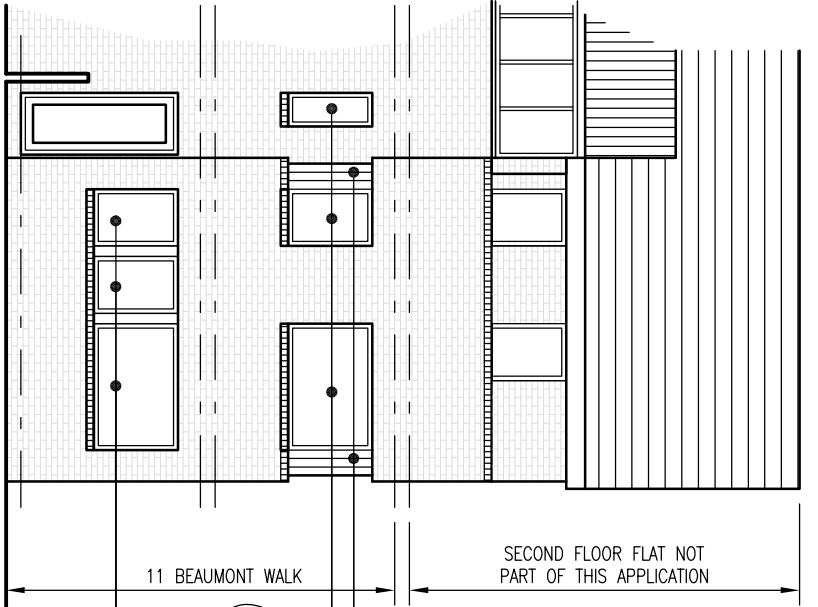 11 BEAUMONT WALK
SECOND FLOOR FLAT NOT
PART OF THIS APPLICATION